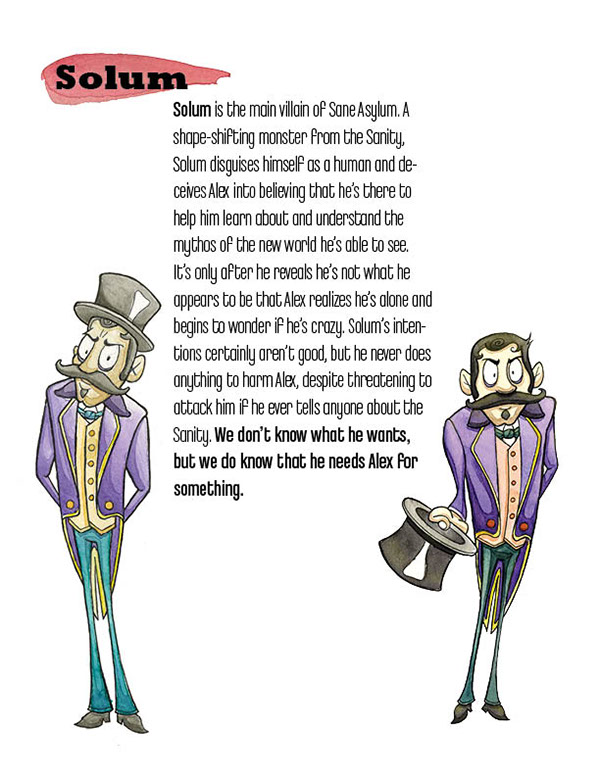 Solum
Solum is the main villain of Sane Asylum. A
shape-shifting monster from the Sanity,
Solum disguises himself as a human and de-
ceives Alex into believing that he's there to
help him learn about and understand the
mythos of the new world he's able to see.
It's only after he reveals he's not what he
appears to be that Alex realizes he's alone and
begins to wonder if he's crazy. Solum's inten-
tions certainly aren't good, but he never does
anything to harm Alex, despite threatening to
attack him if he ever tells anyone about the
Sanity. We don't know what he wants,
but we do know that he needs Alex for
something.